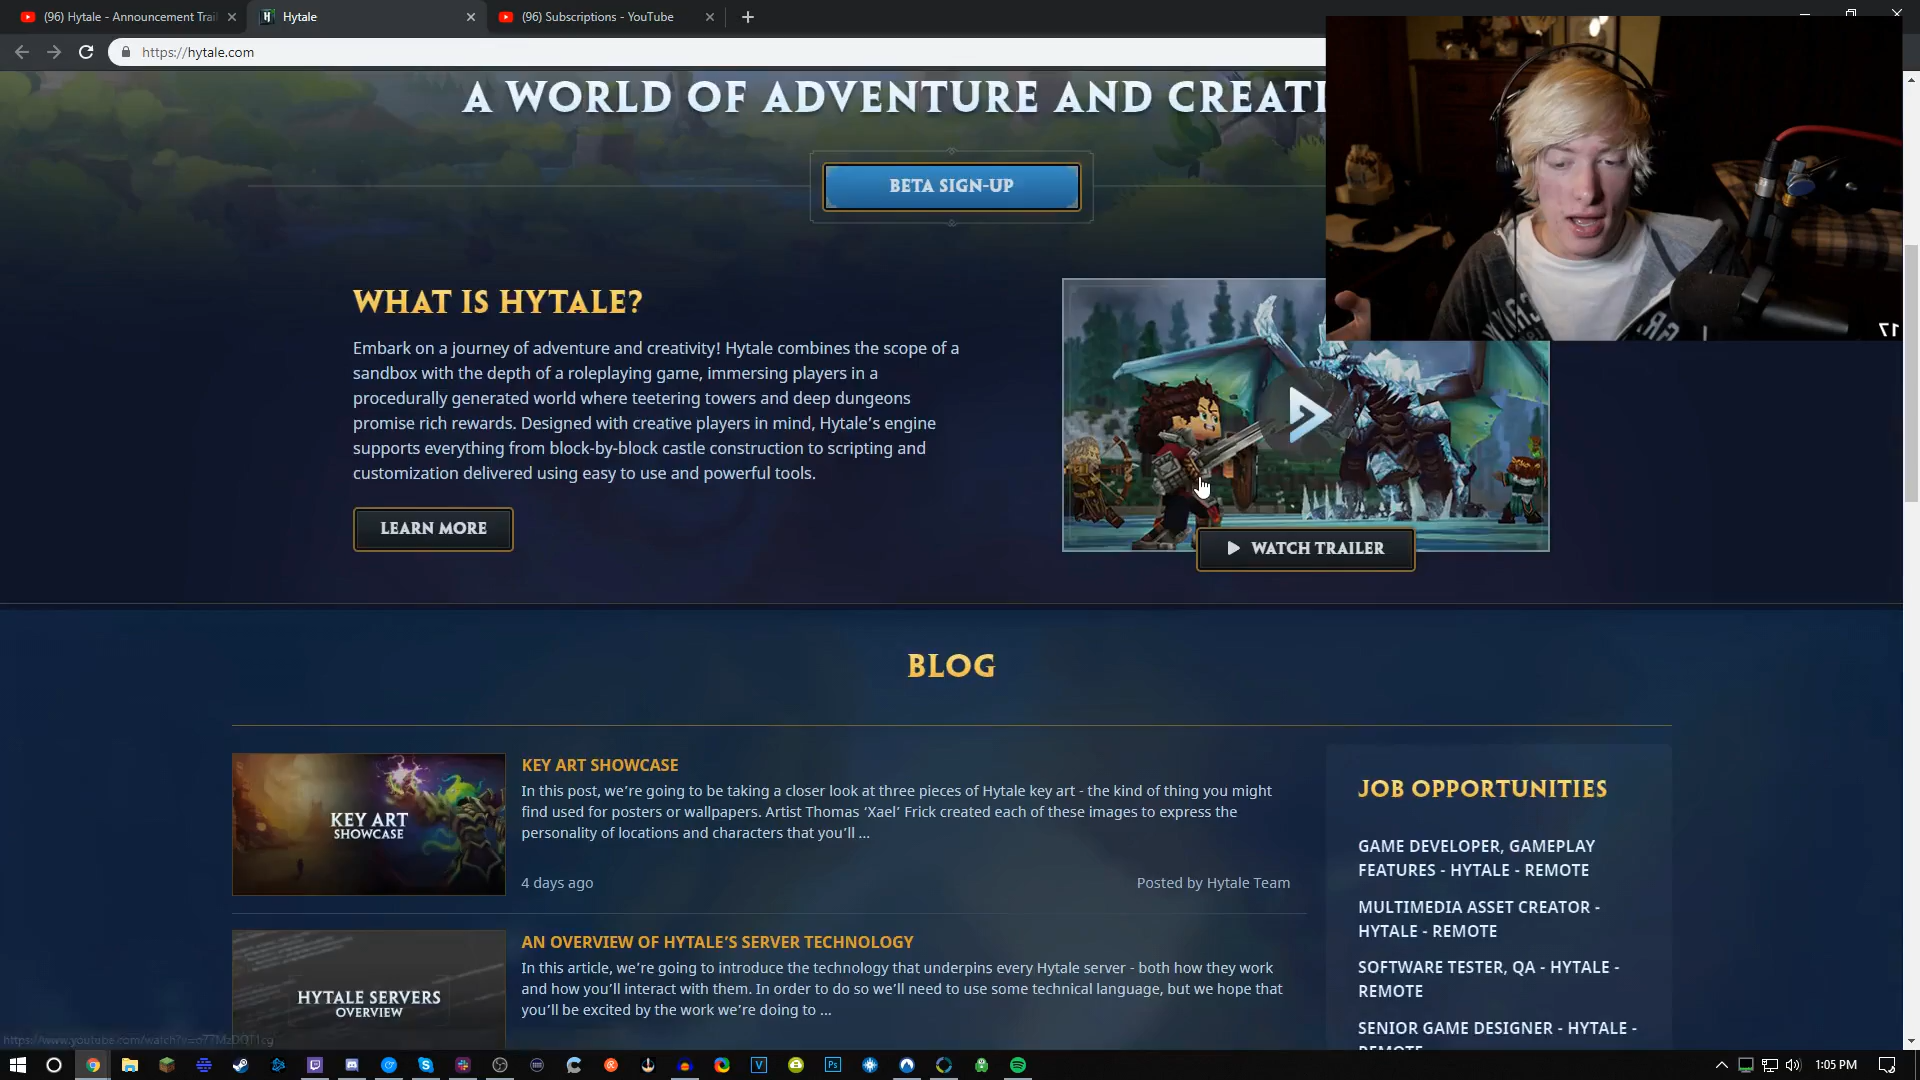 (96) Hytale - Announcement Trai
Hytale
(96) Subscriptions - YouTube
https://hytale.com
A WORLD OF ADVENTURE AND CREATI
BETA SIGN-UP
WHAT IS HYTALE?
Embark on a journey of adventure and creativity! Hytale combines the scope of a
sandbox with the depth of a roleplaying game, immersing players in a
procedurally generated world where teetering towers and deep dungeons
promise rich rewards. Designed with creative players in mind, Hytale's engine
supports everything from block-by-block castle construction to scripting and
customization delivered using easy to use and powerful tools.
LEARN MORE
WATCH TRAILER
17
BLOG
KEY ART
SHOWCASE
KEY ART SHOWCASE
In this post, we're going to be taking a closer look at three pieces of Hytale key art - the kind of thing you might
find used for posters or wallpapers. Artist Thomas 'Xael' Frick created each of these images to express the
personality of locations and characters that you'll ...
4 days ago
Posted by Hytale Team
HYTALE SERVERS
OVERVIEW
AN OVERVIEW OF HYTALE'S SERVER TECHNOLOGY
In this article, we're going to introduce the technology that underpins every Hytale server - both how they work
and how you'll interact with them. In order to do so we'll need to use some technical language, but we hope that
you'll be excited by the work we're doing to ...
JOB OPPORTUNITIES
GAME DEVELOPER, GAMEPLAY
FEATURES - HYTALE - REMOTE
MULTIMEDIA ASSET CREATOR -
HYTALE - REMOTE
SOFTWARE TESTER, QA - HYTALE -
REMOTE
SENIOR GAME DESIGNER - HYTALE -
REMOTE
1:05 PM